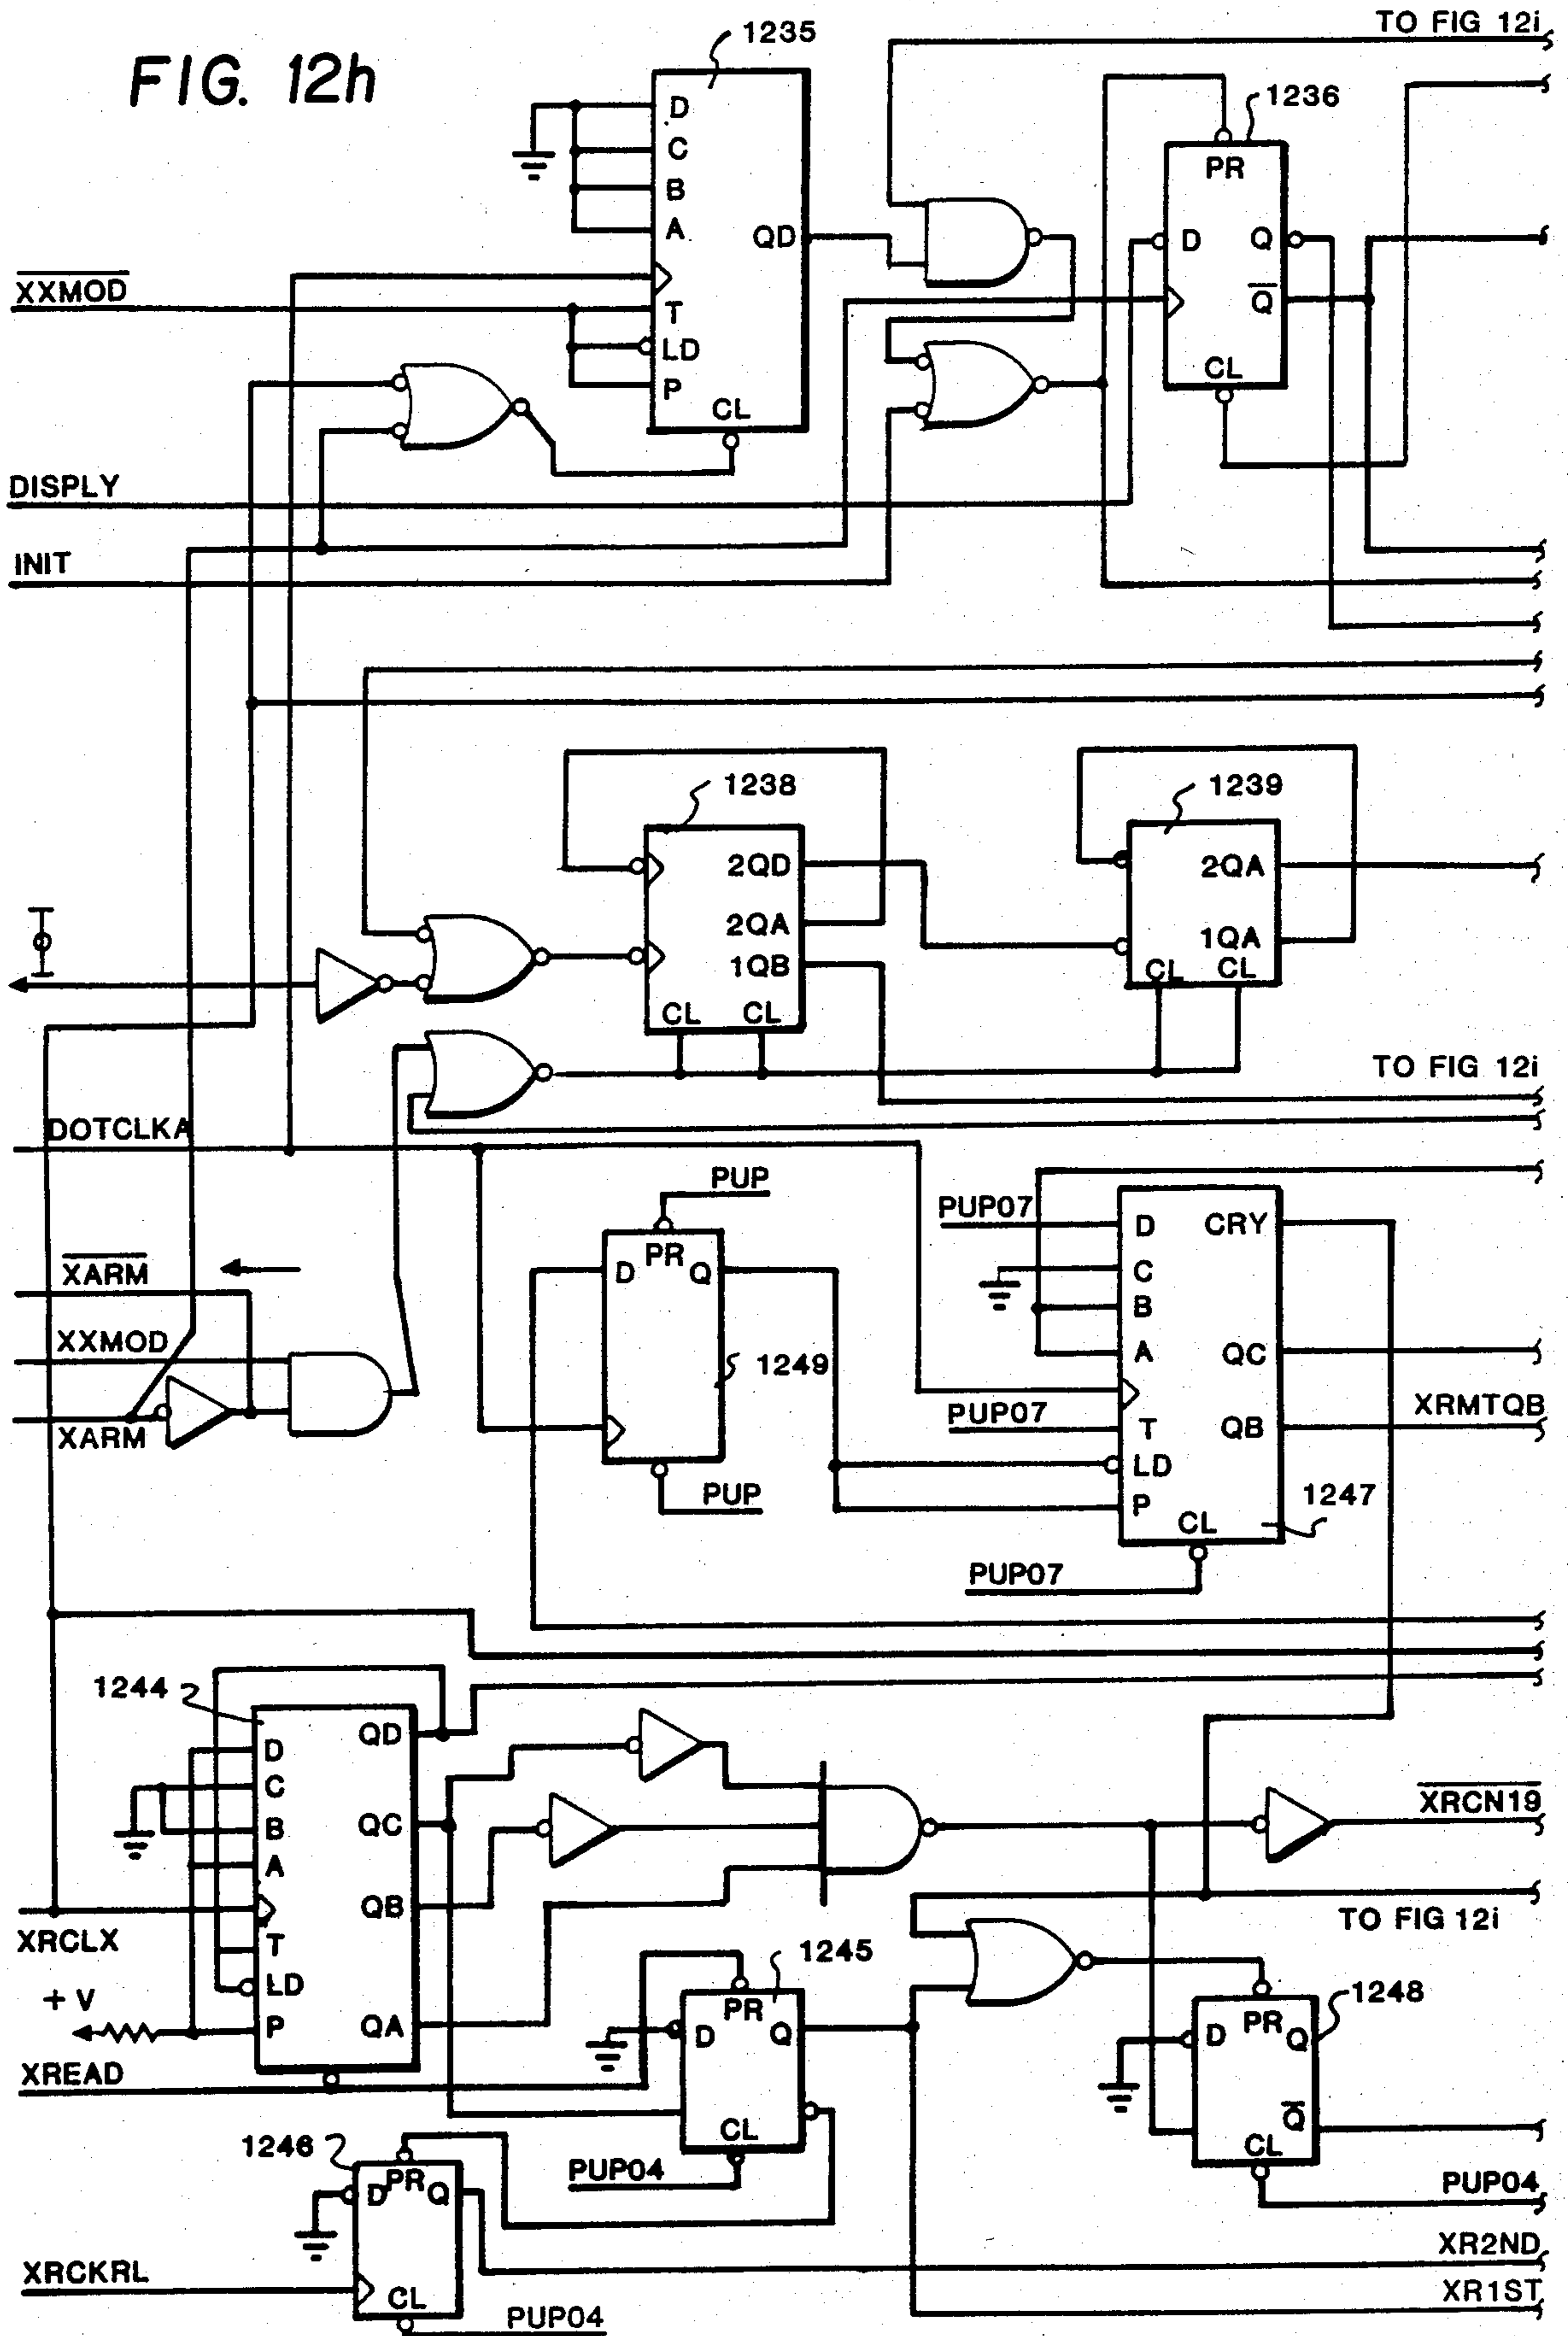 FIG. 12h
TO FIG 12i
1235
D
C
B
A
QD
T
LD
P
CL
1236
PR
D
Q
Q̅
CL
X̅X̅M̅O̅D̅
DISPLY
INIT
1238
2QD
2QA
1QB
CL CL
1239
2QA
1QA
CL CL
Φ
TO FIG 12i
DOTCLKA
X̅A̅R̅M̅
XXMOD
XARM
PUP
PR
D
Q
1249
PUP
PUP07
D
CRY
C
B
A
QC
PUP07
T
QB
XRMTQB
LD
P
CL
1247
PUP07
1244
D
QD
C
B
QC
A
QB
T
LD
P
QA
XRCLX
+ V
XREAD
X̅R̅C̅N̅1̅9̅
TO FIG 12i
1245
PR
D
Q
CL
PUP04
1248
PR
D
Q
Q̅
CL
PUP04
1246
PR
D
Q
CL
XRCKRL
PUP04
XR2ND
XR1ST